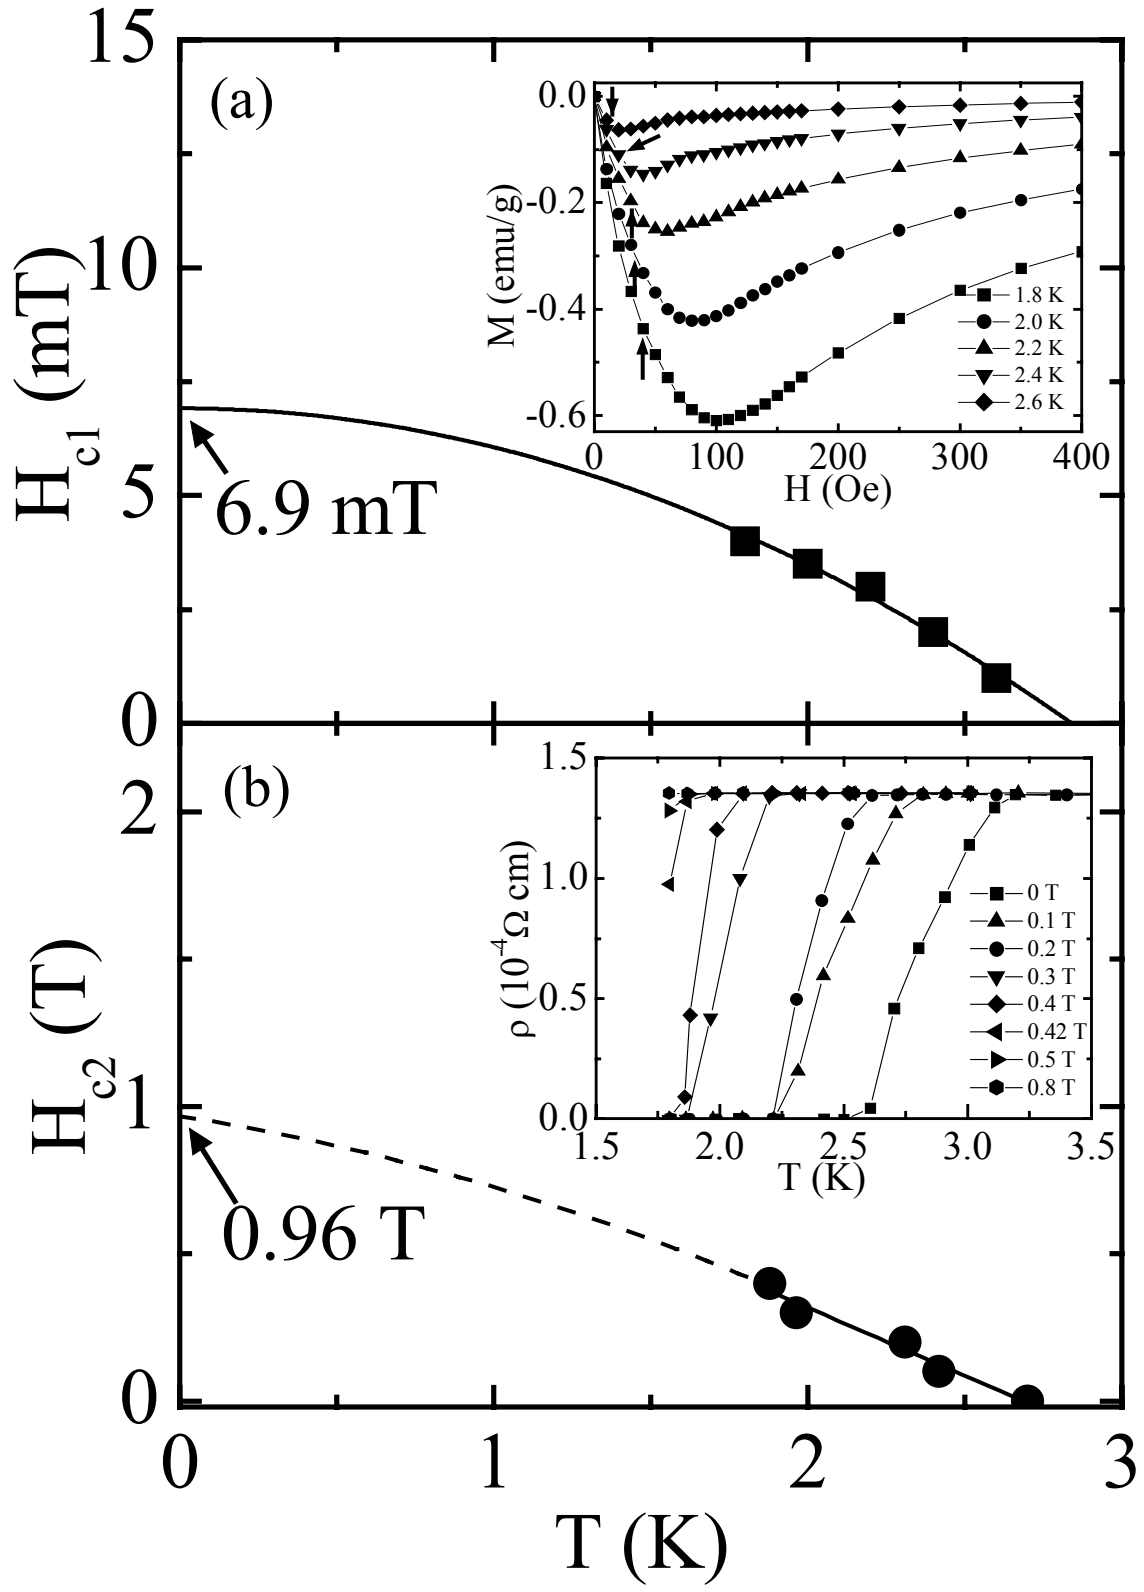 15
(a)
0.0
-0.2
-0.4
-0.6
M (emu/g)
1.8 K
2.0 K
2.2 K
2.4 K
2.6 K
0 100 200 300 400
H (Oe)
10
H_c1 (mT)
5
6.9 mT
0
(b)
2
1.5
1.0
0.5
0.0
ρ (10^-4 Ω cm)
0 T
0.1 T
0.2 T
0.3 T
0.4 T
0.42 T
0.5 T
0.8 T
1.5 2.0 2.5 3.0 3.5
T (K)
H_c2 (T)
1
0.96 T
0
0 1 2 3
T (K)